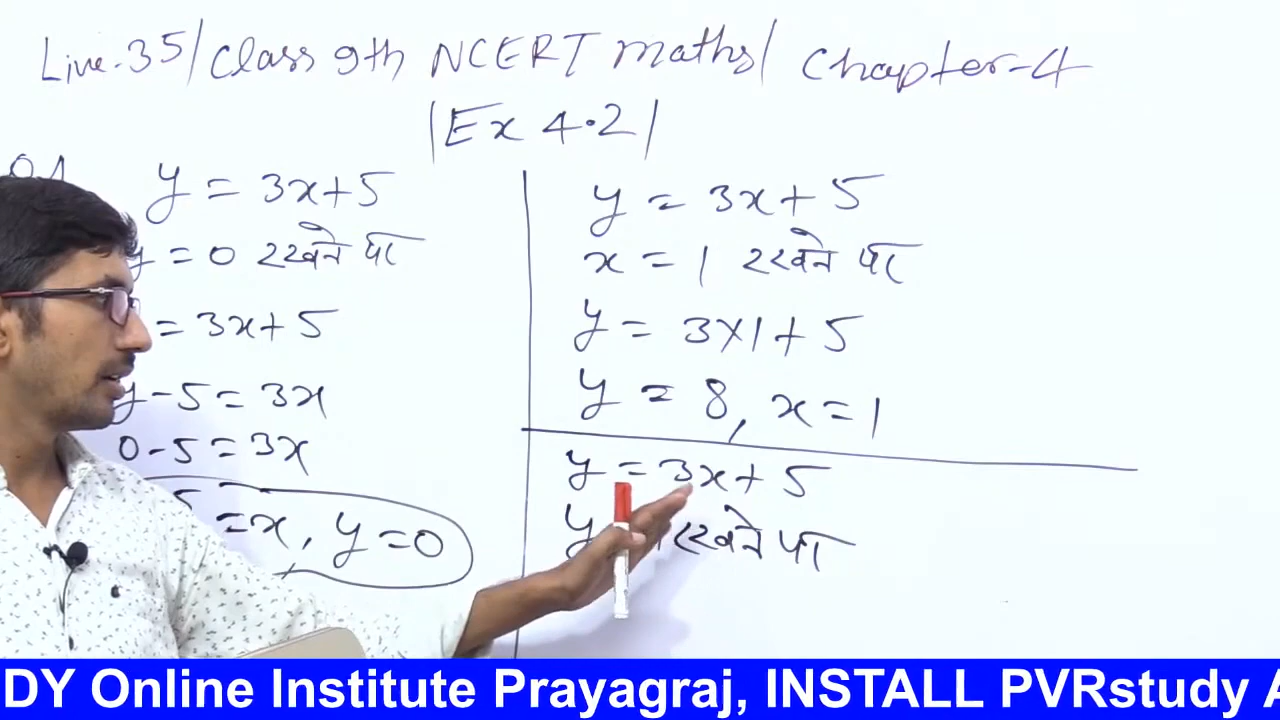 Live-35/Class 9th NCERT maths/ Chapter-4
|Ex 4.2|
y = 3x+5
y = 0 रखने पर
= 3x+5
y-5 = 3x
0-5 = 3x
= x, y = 0
y = 3x+5
x = 1 रखने पर
y = 3x1+5
y = 8, x = 1
y = 3x+5
y रखने पर
DY Online Institute Prayagraj, INSTALL PVRstudy A